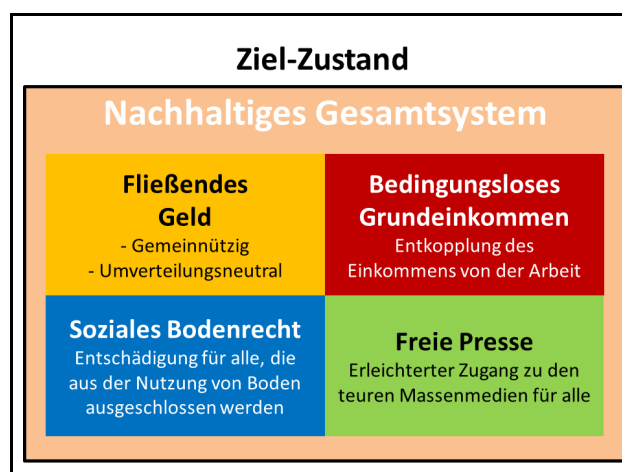 Ziel-Zustand
Nachhaltiges Gesamtsystem
Fließendes
Geld
- Gemeinnützig
- Umverteilungsneutral
Bedingungsloses
Grundeinkommen
Entkopplung des
Einkommens von der Arbeit
Soziales Bodenrecht
Entschädigung für alle, die
aus der Nutzung von Boden
ausgeschlossen werden
Freie Presse
Erleichterter Zugang zu den
teuren Massenmedien für alle